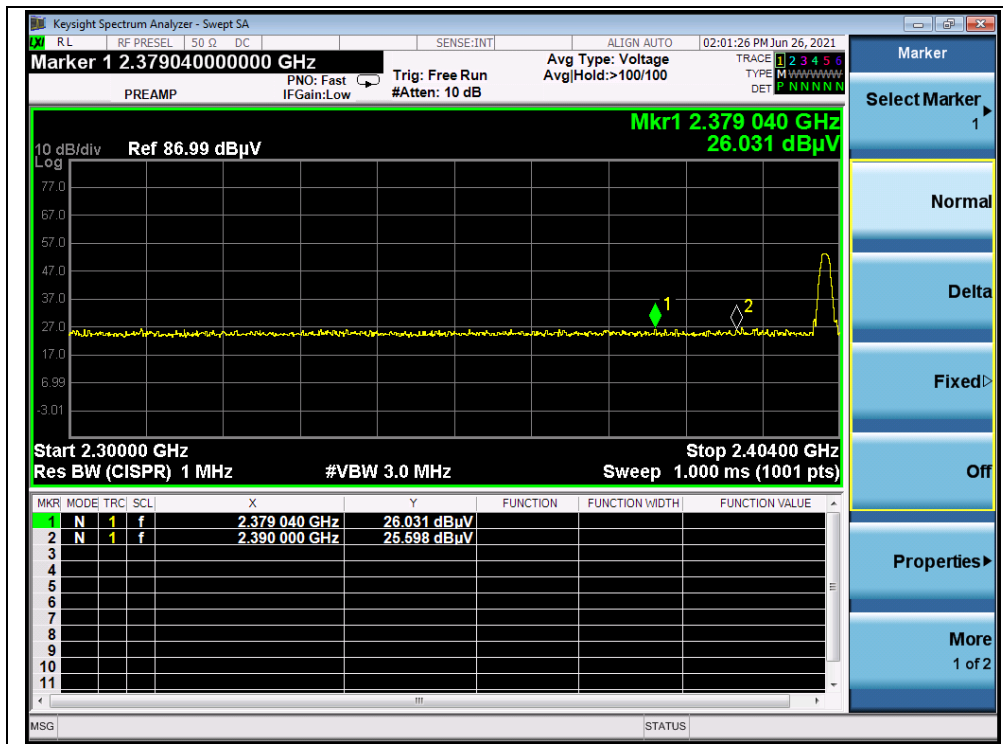 Keysight Spectrum Analyzer - Swept SA
LXI RL RF PRESEL 50 Ω DC SENSE:INT ALIGN AUTO 02:01:26 PM Jun 26, 2021
Marker 1 2.379040000000 GHz
PREAMP
PNO: Fast
IFGain:Low
Trig: Free Run
#Atten: 10 dB
Avg Type: Voltage
Avg|Hold:>100/100
TRACE 1 2 3 4 5 6
TYPE M WWWWW
DET P N N N N N
Mkr1 2.379 040 GHz
26.031 dBµV
10 dB/div Ref 86.99 dBµV
Log
77.0
67.0
57.0
47.0
37.0
27.0
17.0
6.99
-3.01
1
2
Start 2.30000 GHz Stop 2.40400 GHz
Res BW (CISPR) 1 MHz #VBW 3.0 MHz Sweep 1.000 ms (1001 pts)
MKR MODE TRC SCL X Y FUNCTION FUNCTION WIDTH FUNCTION VALUE
1 N 1 f 2.379 040 GHz 26.031 dBµV
2 N 1 f 2.390 000 GHz 25.598 dBµV
3
4
5
6
7
8
9
10
11
MSG STATUS
Marker
Select Marker
1
Normal
Delta
Fixed
Off
Properties
More
1 of 2